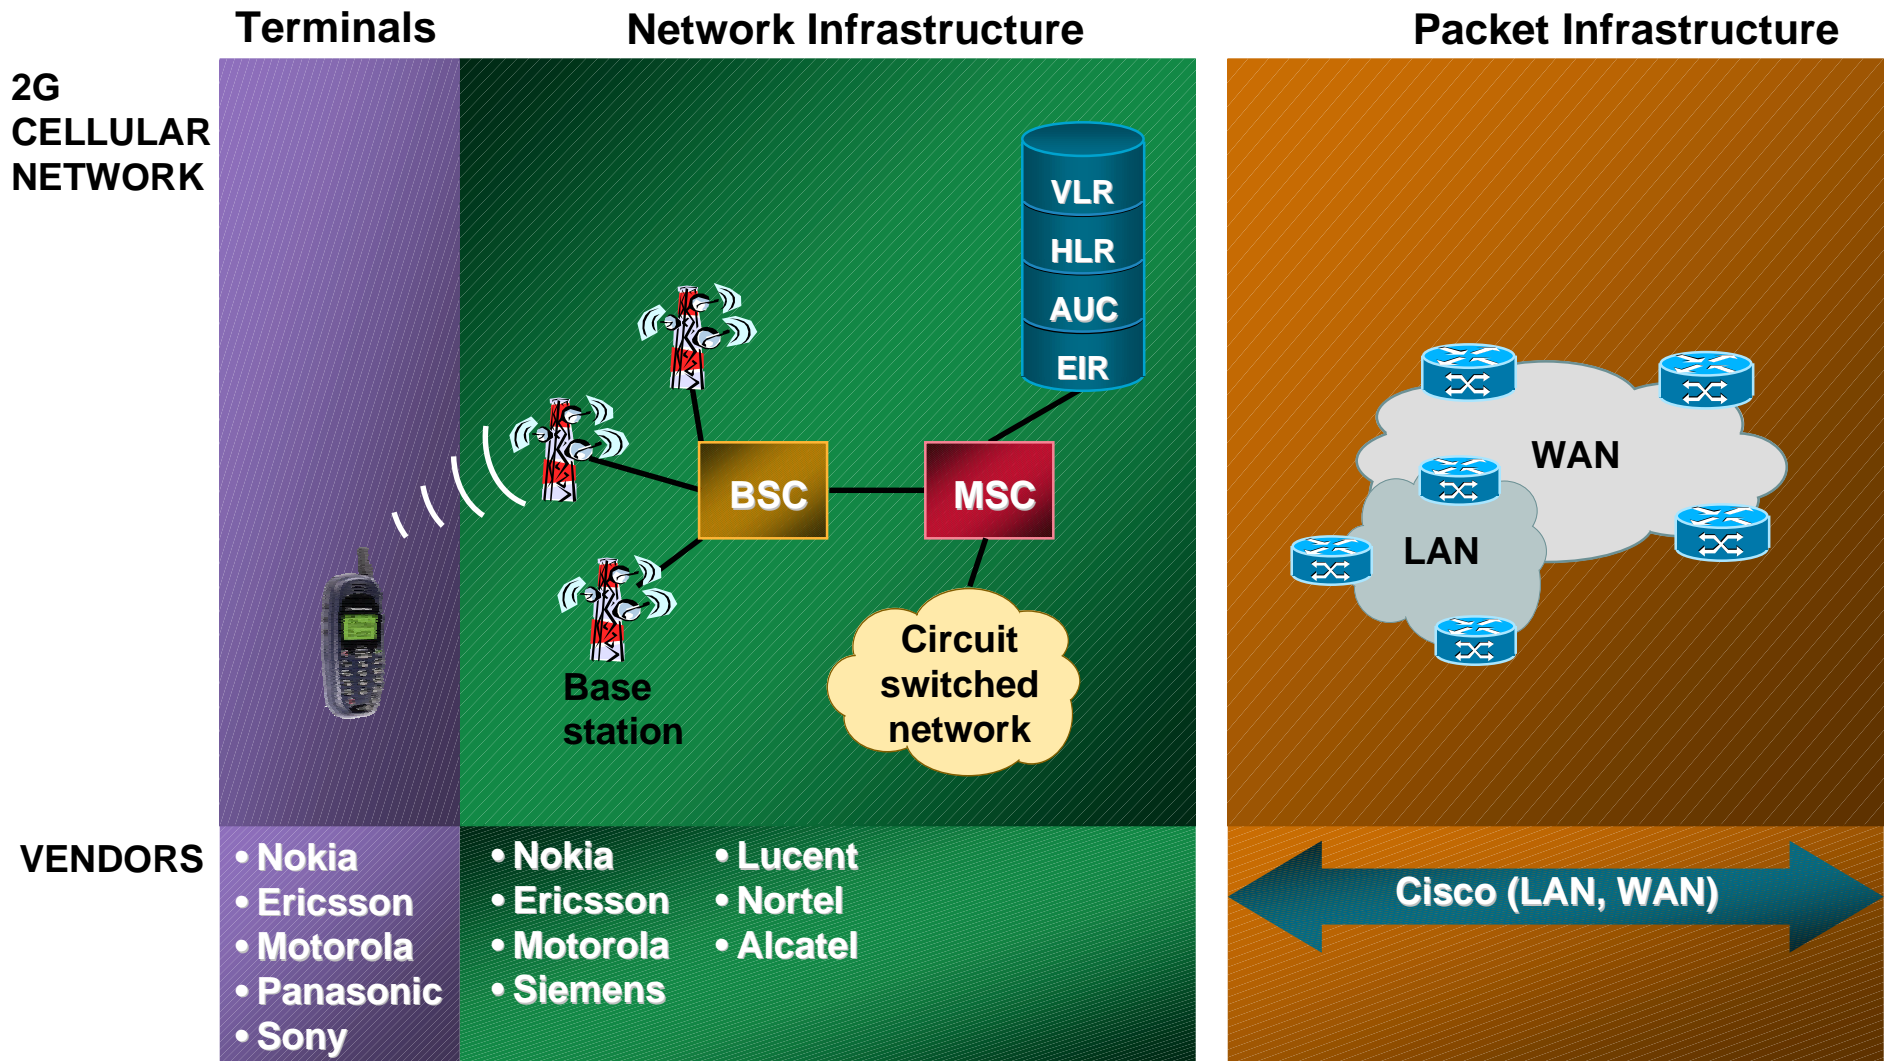 Terminals
Network Infrastructure
Packet Infrastructure
2G
CELLULAR
NETWORK
VLR
HLR
AUC
EIR
BSC
MSC
Base
station
Circuit
switched
network
WAN
LAN
VENDORS
• Nokia
• Ericsson
• Motorola
• Panasonic
• Sony
• Nokia
• Ericsson
• Motorola
• Siemens
• Lucent
• Nortel
• Alcatel
Cisco (LAN, WAN)